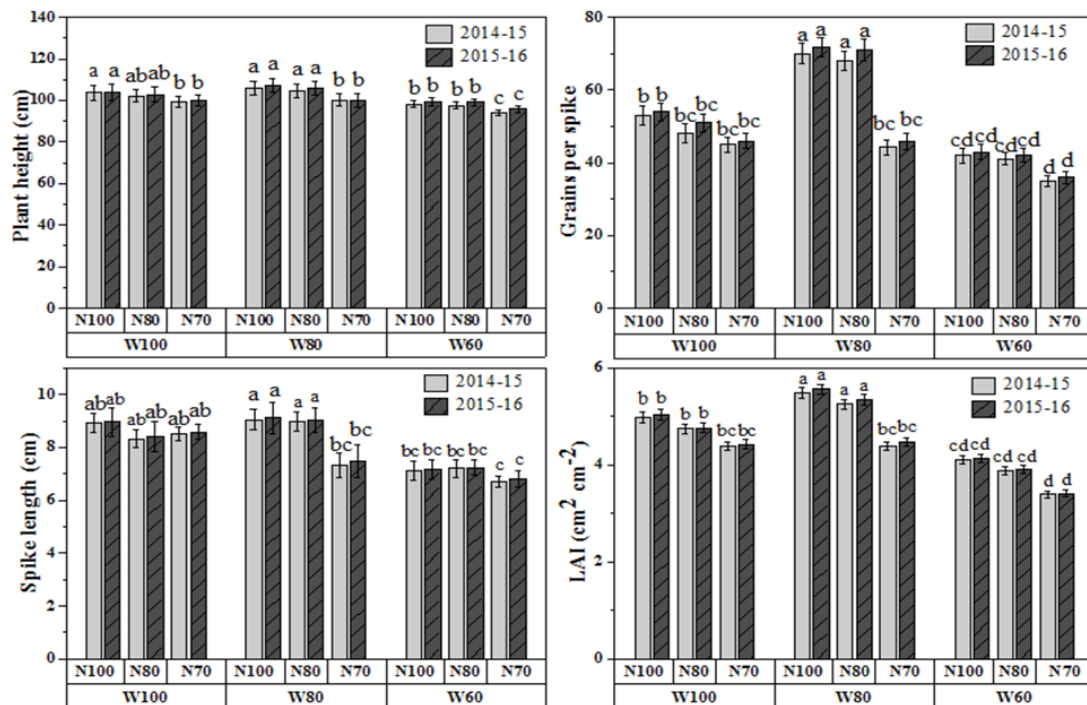 Plant height (cm)
140
120
100
80
60
40
20
0
2014-15
2015-16
a a ab ab b b a a a a b b b b b b c c
N100 N80 N70 N100 N80 N70 N100 N80 N70
W100 W80 W60
Grains per spike
80
60
40
20
0
2014-15
2015-16
b b bc bc bc bc a a a a bc bc cd cd cd cd d d
N100 N80 N70 N100 N80 N70 N100 N80 N70
W100 W80 W60
Spike length (cm)
10
8
6
4
2
0
2014-15
2015-16
ab ab ab ab ab ab a a a a bc bc bc bc bc bc c c
N100 N80 N70 N100 N80 N70 N100 N80 N70
W100 W80 W60
LAI (cm² cm⁻²)
6
4
2
0
2014-15
2015-16
b b b b bc bc a a a a bc bc cd cd cd cd d d
N100 N80 N70 N100 N80 N70 N100 N80 N70
W100 W80 W60